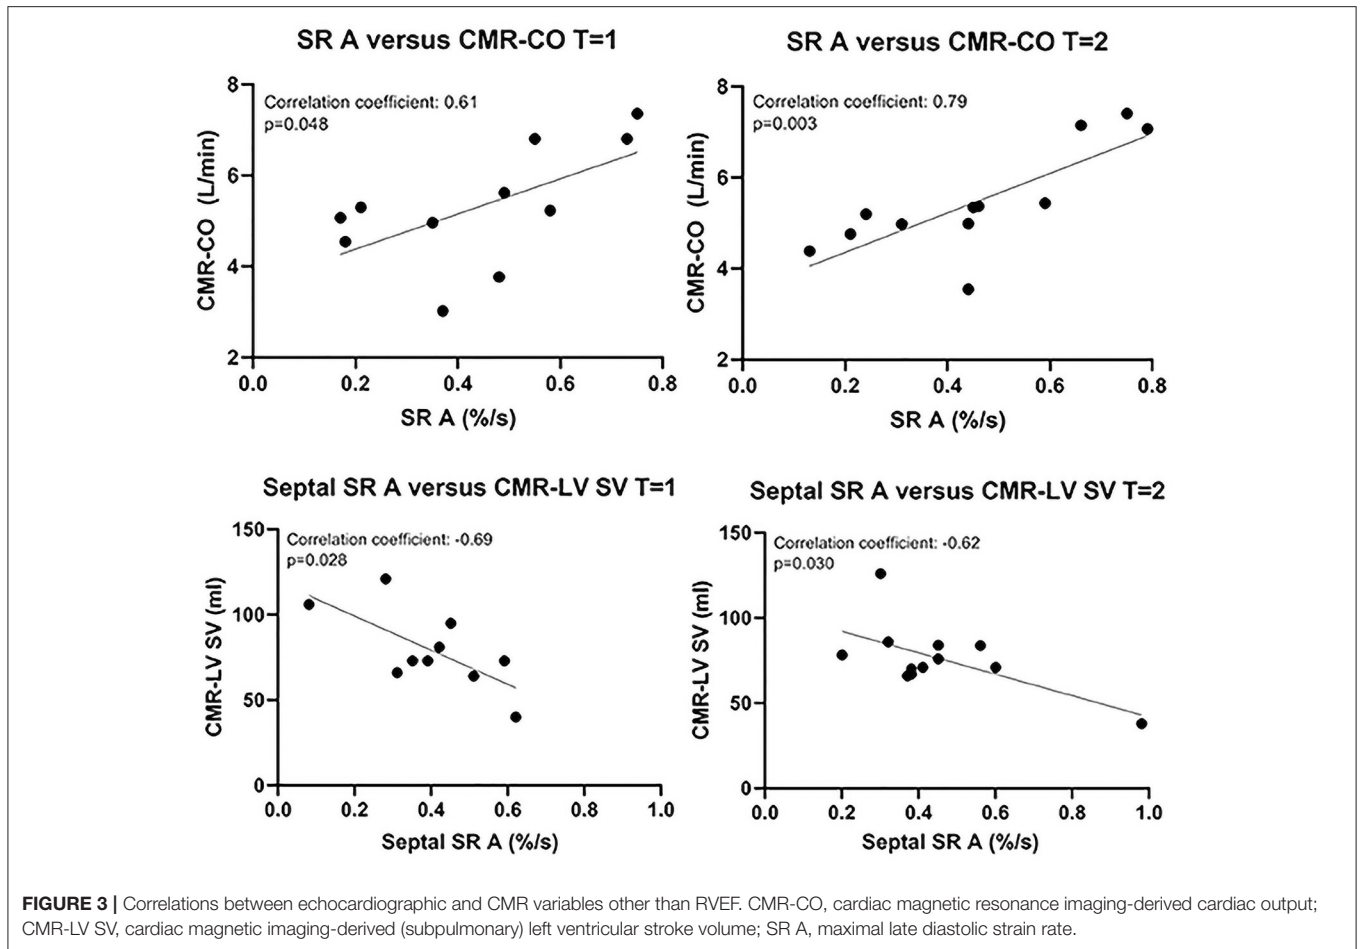 SR A versus CMR-CO T=1
Correlation coefficient: 0.61
p=0.048
CMR-CO (L/min)
8
6
4
2
0.0 0.2 0.4 0.6 0.8
SR A (%/s)
SR A versus CMR-CO T=2
Correlation coefficient: 0.79
p=0.003
CMR-CO (L/min)
8
6
4
2
0.0 0.2 0.4 0.6 0.8
SR A (%/s)
Septal SR A versus CMR-LV SV T=1
Correlation coefficient: -0.69
p=0.028
CMR-LV SV (ml)
150
100
50
0
0.0 0.2 0.4 0.6 0.8 1.0
Septal SR A (%/s)
Septal SR A versus CMR-LV SV T=2
Correlation coefficient: -0.62
p=0.030
CMR-LV SV (ml)
150
100
50
0
0.0 0.2 0.4 0.6 0.8 1.0
Septal SR A (%/s)
FIGURE 3 | Correlations between echocardiographic and CMR variables other than RVEF. CMR-CO, cardiac magnetic resonance imaging-derived cardiac output;
CMR-LV SV, cardiac magnetic imaging-derived (subpulmonary) left ventricular stroke volume; SR A, maximal late diastolic strain rate.